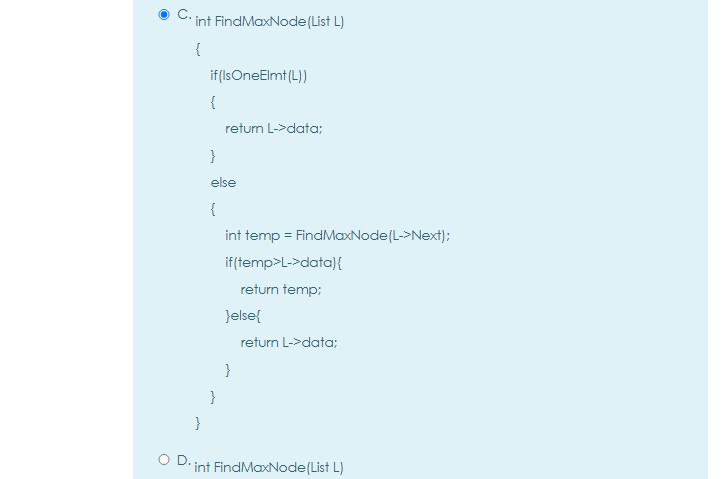 C. int FindMaxNode(List L)
{
if(IsOneElmt(L))
{
return L->data;
}
else
{
int temp = FindMaxNode(L->Next);
if(temp>L->data){
return temp;
}else{
return L->data;
}
}
}
D. int FindMaxNode(List L)